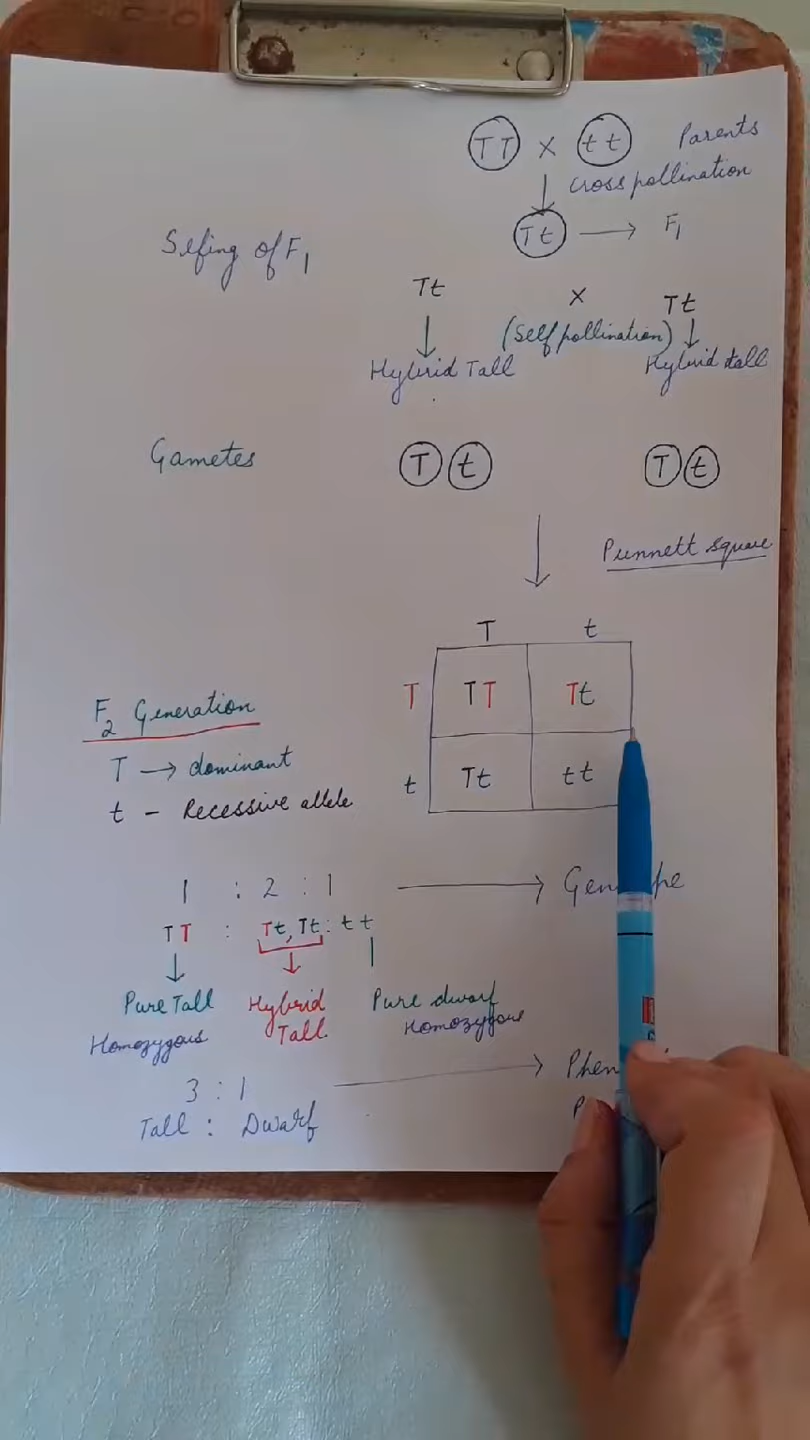 TT x tt Parents
cross pollination
Tt → F1
Selfing of F1
Tt x Tt
(Self pollination)
Hybrid Tall Hybrid tall
Gametes T t T t
Punnett square
T t
T TT Tt
t Tt tt
F2 Generation
T → dominant
t - Recessive allele
1 : 2 : 1 →
TT : Tt, Tt : tt
Pure Tall Hybrid Tall Pure dwarf
Homozygous Homozygous
3 : 1 →
Tall : Dwarf